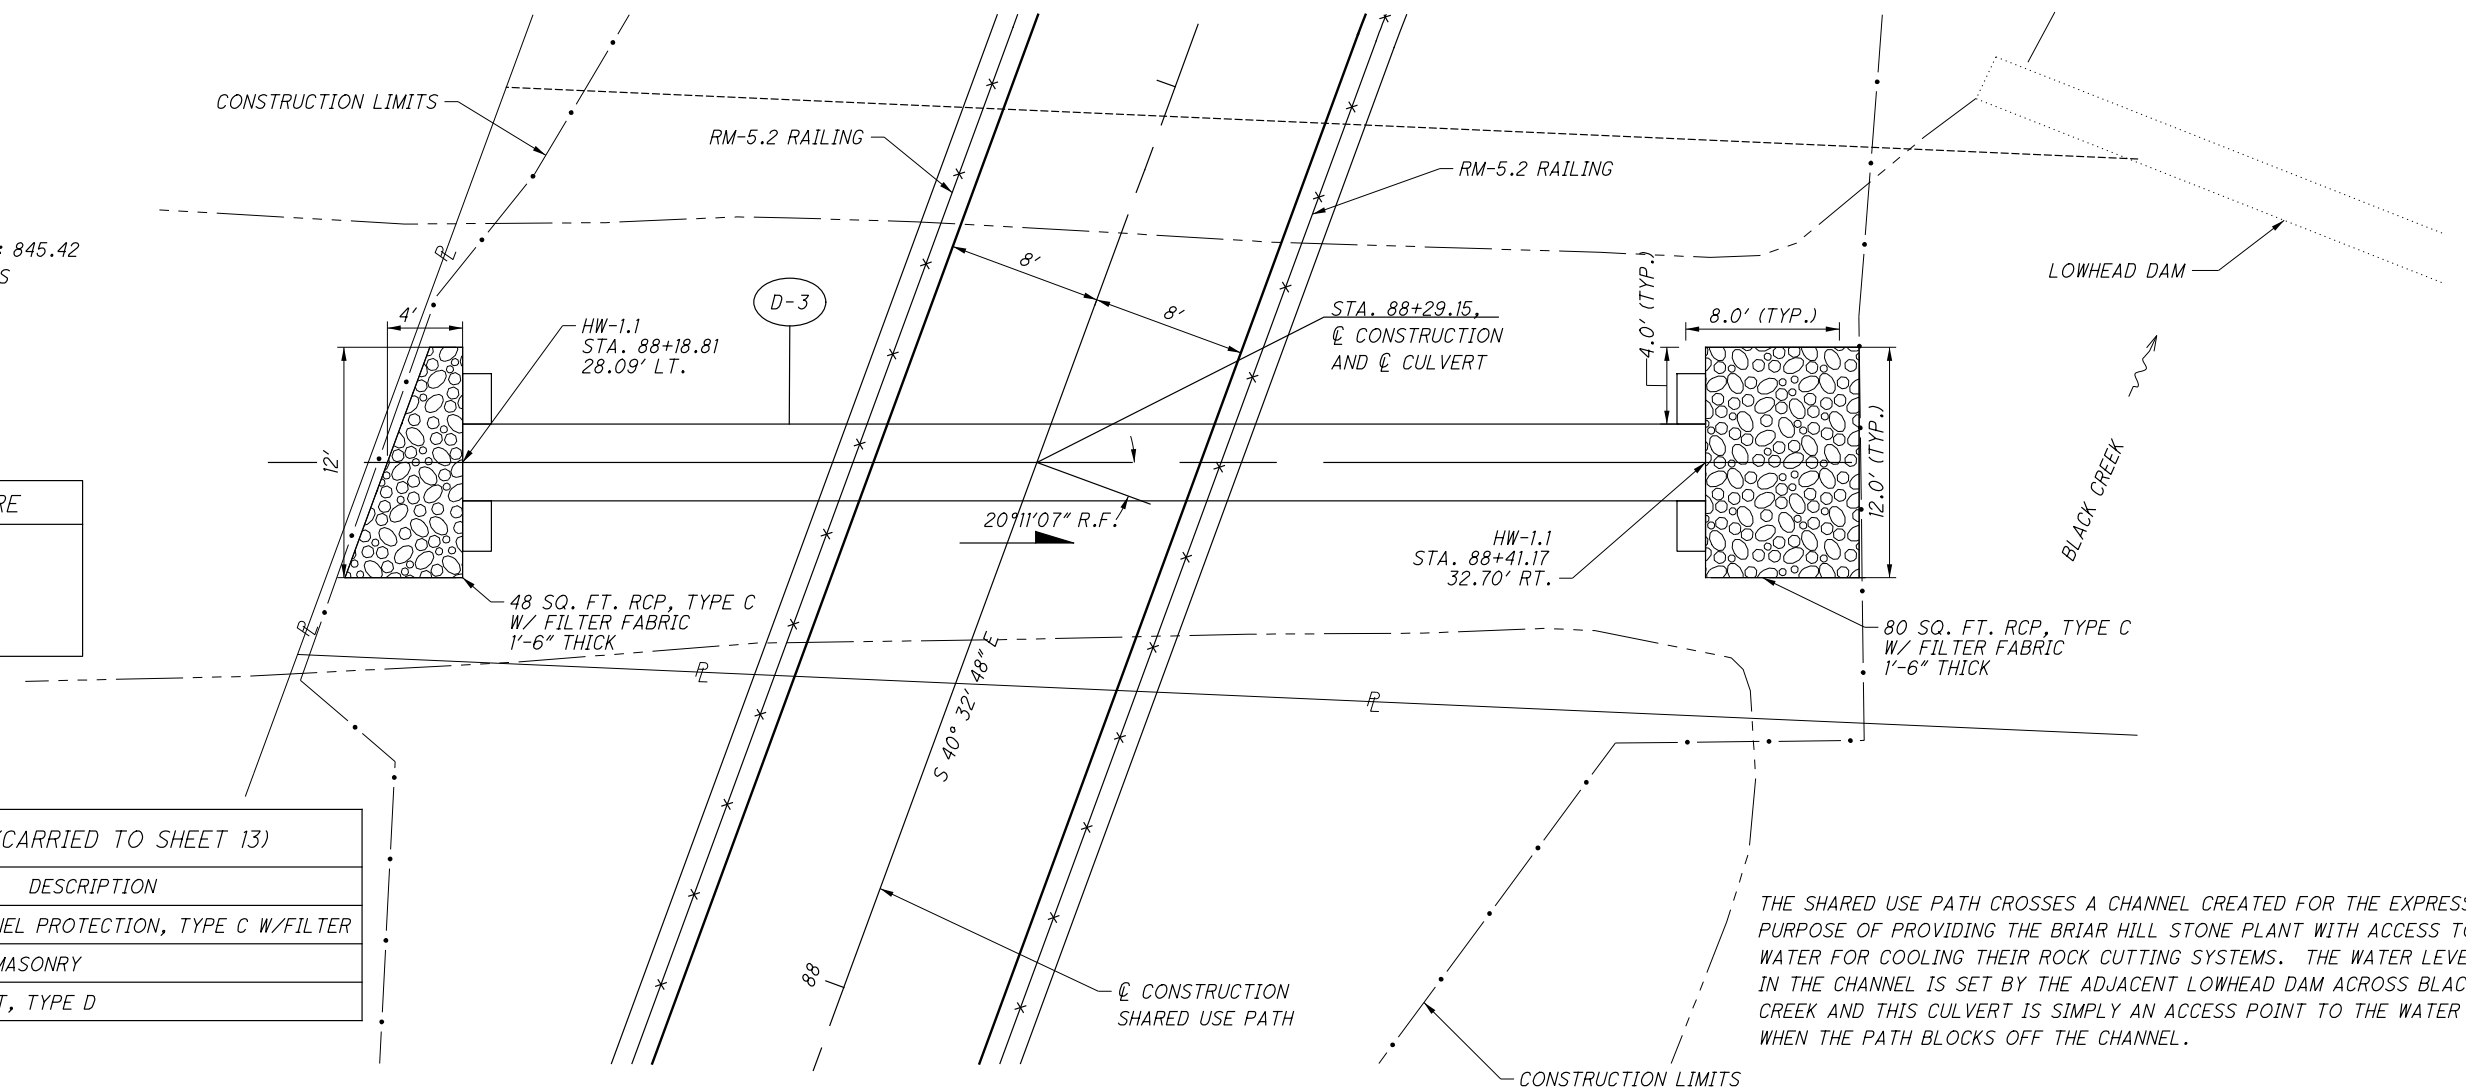 CONSTRUCTION LIMITS
RM-5.2 RAILING
RM-5.2 RAILING
: 845.42
S
℄ 
LOWHEAD DAM
8'
8'
D-3
4'
HW-1.1
STA. 88+18.81
28.09' LT.
STA. 88+29.15,
℄ CONSTRUCTION
AND ℄ CULVERT
4.0' (TYP.)
8.0' (TYP.)
12'
12.0' (TYP.)
BLACK CREEK
RE
20°11'07" R.F.
HW-1.1
STA. 88+41.17
32.70' RT.
48 SQ. FT. RCP, TYPE C
W/ FILTER FABRIC
1'-6" THICK
80 SQ. FT. RCP, TYPE C
W/ FILTER FABRIC
1'-6" THICK
PL
PL
PL
S 40° 32' 48" E
(CARRIED TO SHEET 13)
DESCRIPTION
NEL PROTECTION, TYPE C W/FILTER
MASONRY
T, TYPE D
88
℄ CONSTRUCTION
SHARED USE PATH
THE SHARED USE PATH CROSSES A CHANNEL CREATED FOR THE EXPRESS
PURPOSE OF PROVIDING THE BRIAR HILL STONE PLANT WITH ACCESS TO
WATER FOR COOLING THEIR ROCK CUTTING SYSTEMS. THE WATER LEVE
IN THE CHANNEL IS SET BY THE ADJACENT LOWHEAD DAM ACROSS BLAC
CREEK AND THIS CULVERT IS SIMPLY AN ACCESS POINT TO THE WATER
WHEN THE PATH BLOCKS OFF THE CHANNEL.
CONSTRUCTION LIMITS